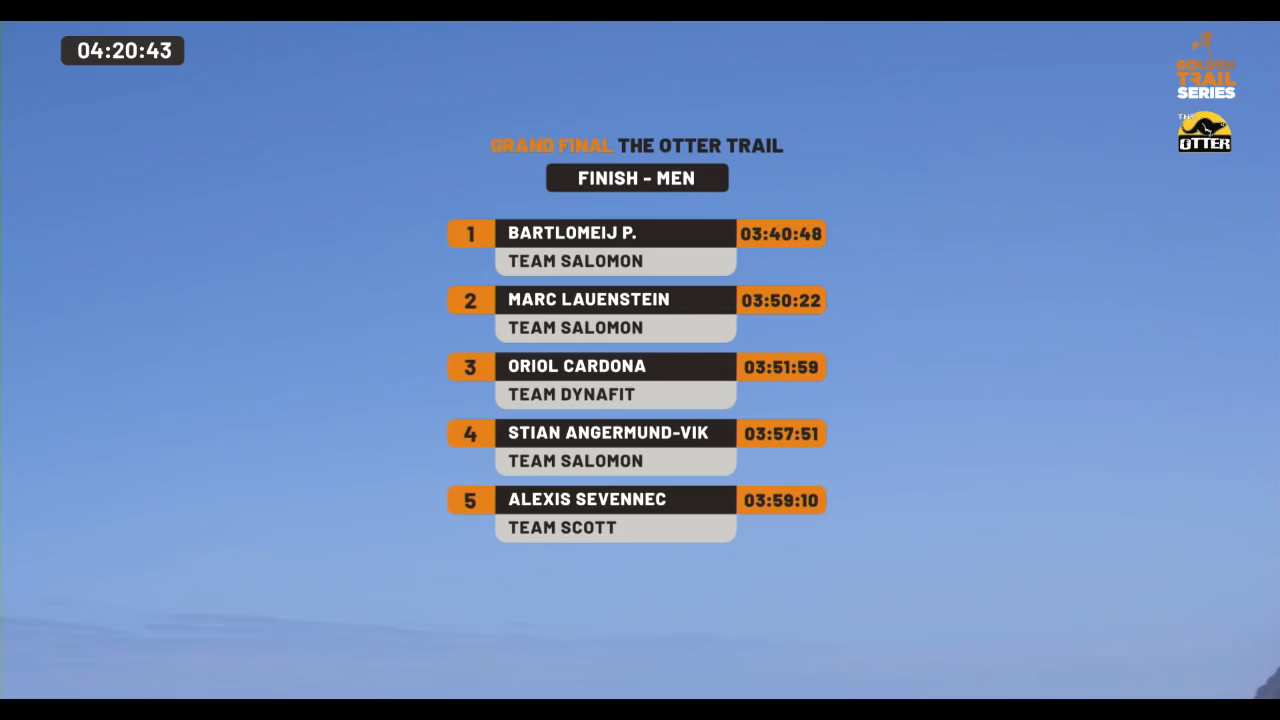 04:20:43
GOLDEN
TRAIL
SERIES
THE
OTTER
GRAND FINAL THE OTTER TRAIL
FINISH - MEN
1 BARTLOMEIJ P. 03:40:48
TEAM SALOMON
2 MARC LAUENSTEIN 03:50:22
TEAM SALOMON
3 ORIOL CARDONA 03:51:59
TEAM DYNAFIT
4 STIAN ANGERMUND-VIK 03:57:51
TEAM SALOMON
5 ALEXIS SEVENNEC 03:59:10
TEAM SCOTT